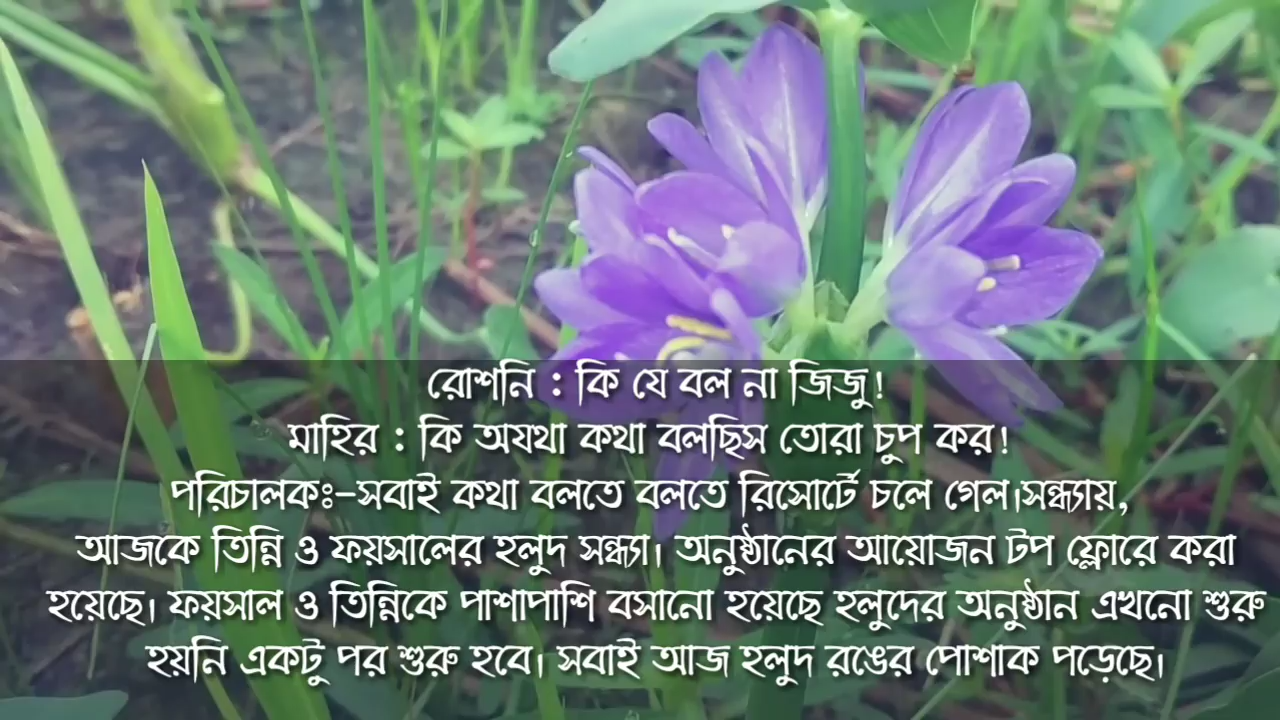 রোশনি : কি যে বল না জিজু!
মাহির : কি অযথা কথা বলছিস তোরা চুপ কর!
পরিচালকঃ-সবাই কথা বলতে বলতে রিসোর্টে চলে গেল।সন্ধ্যায়,
আজকে তিন্নি ও ফয়সালের হলুদ সন্ধ্যা। অনুষ্ঠানের আয়োজন টপ ফ্লোরে করা
হয়েছে। ফয়সাল ও তিন্নিকে পাশাপাশি বসানো হয়েছে হলুদের অনুষ্ঠান এখনো শুরু
হয়নি একটু পর শুরু হবে। সবাই আজ হলুদ রঙের পোশাক পড়েছে।